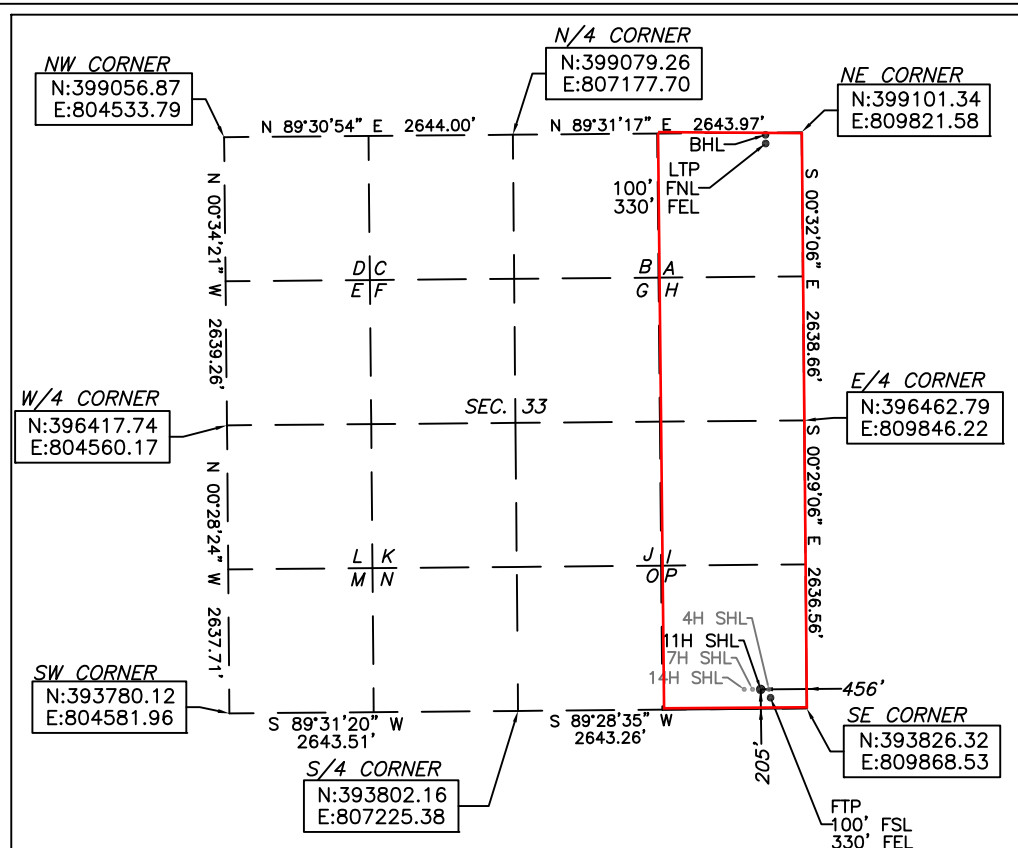 N/4 CORNER
N:399079.26
E:807177.70
NW CORNER
N:399056.87
E:804533.79
NE CORNER
N:399101.34
E:809821.58
N 89°30'54" E 2644.00'
N 89°31'17" E 2643.97'
BHL
LTP
100' FNL
330' FEL
N 00°34'21" W 2639.26'
S 00°32'06" E 2638.66'
D C
E F
B A
G H
W/4 CORNER
N:396417.74
E:804560.17
SEC. 33
E/4 CORNER
N:396462.79
E:809846.22
N 00°28'24" W 2637.71'
S 00°29'06" E 2636.56'
L K
M N
J I
O P
4H SHL
11H SHL
7H SHL
14H SHL
456'
205'
SW CORNER
N:393780.12
E:804581.96
S 89°31'20" W
2643.51'
S 89°28'35" W
2643.26'
SE CORNER
N:393826.32
E:809868.53
S/4 CORNER
N:393802.16
E:807225.38
FTP
100' FSL
330' FEL